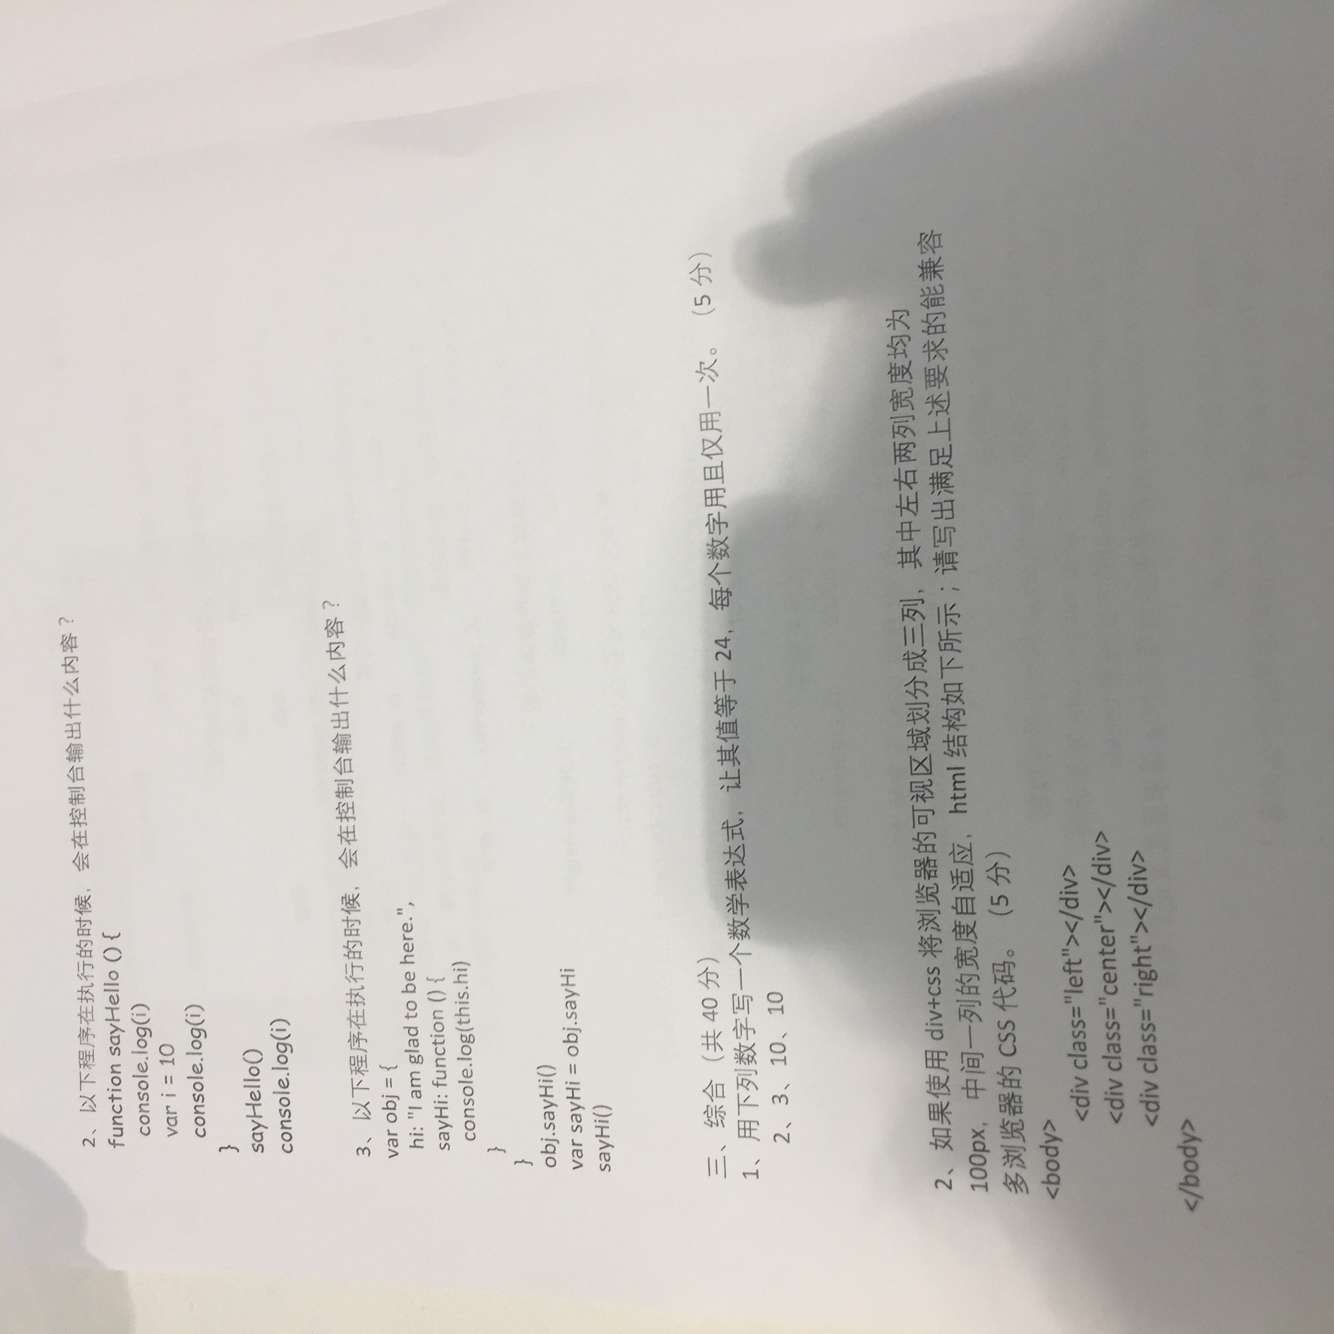 2、以下程序在执行的时候，会在控制台输出什么内容？
function sayHello () {
console.log(i)
var i = 10
console.log(i)
}
sayHello()
console.log(i)
3、以下程序在执行的时候，会在控制台输出什么内容？
var obj = {
hi: "I am glad to be here.",
sayHi: function () {
console.log(this.hi)
}
}
obj.sayHi()
var sayHi = obj.sayHi
sayHi()
三、综合（共 40 分）
1、用下列数字写一个数学表达式，让其值等于 24，每个数字用且仅用一次。（5 分）
2、3、10、10
2、如果使用 div+css 将浏览器的可视区域划分成三列，其中左右两列宽度均为
100px，中间一列的宽度自适应，html 结构如下所示；请写出满足上述要求的能兼容
多浏览器的 CSS 代码。（5 分）
<body>
<div class="left"></div>
<div class="center"></div>
<div class="right"></div>
</body>